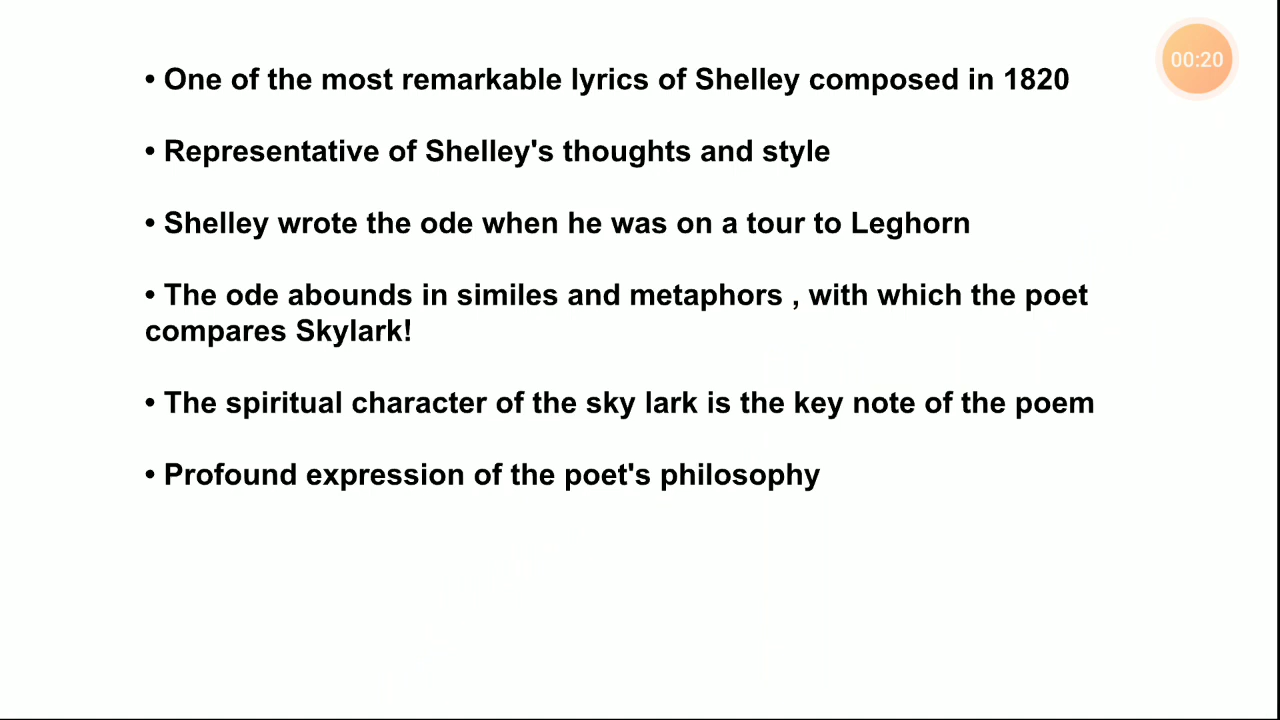 • One of the most remarkable lyrics of Shelley composed in 1820
• Representative of Shelley's thoughts and style
• Shelley wrote the ode when he was on a tour to Leghorn
• The ode abounds in similes and metaphors , with which the poet
compares Skylark!
• The spiritual character of the sky lark is the key note of the poem
• Profound expression of the poet's philosophy
00:20